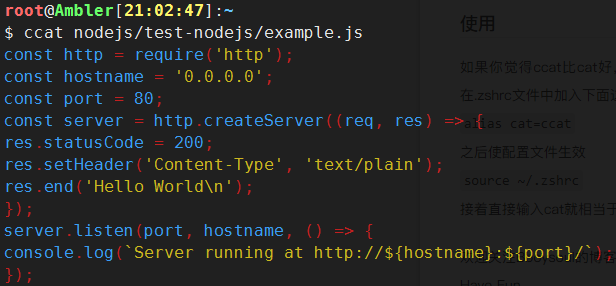 root@Ambler[21:02:47]:~
$ ccat nodejs/test-nodejs/example.js
const http = require('http');
const hostname = '0.0.0.0';
const port = 80;
const server = http.createServer((req, res) => {
res.statusCode = 200;
res.setHeader('Content-Type', 'text/plain');
res.end('Hello World\n');
});
server.listen(port, hostname, () => {
console.log(`Server running at http://${hostname}:${port}/`);
});
使用
如果你觉得ccat比cat好
在.zshrc文件中加入下面
alias cat=ccat
之后使配置文件生效
source ~/.zshrc
接着直接输入cat就相当于
Have Fun